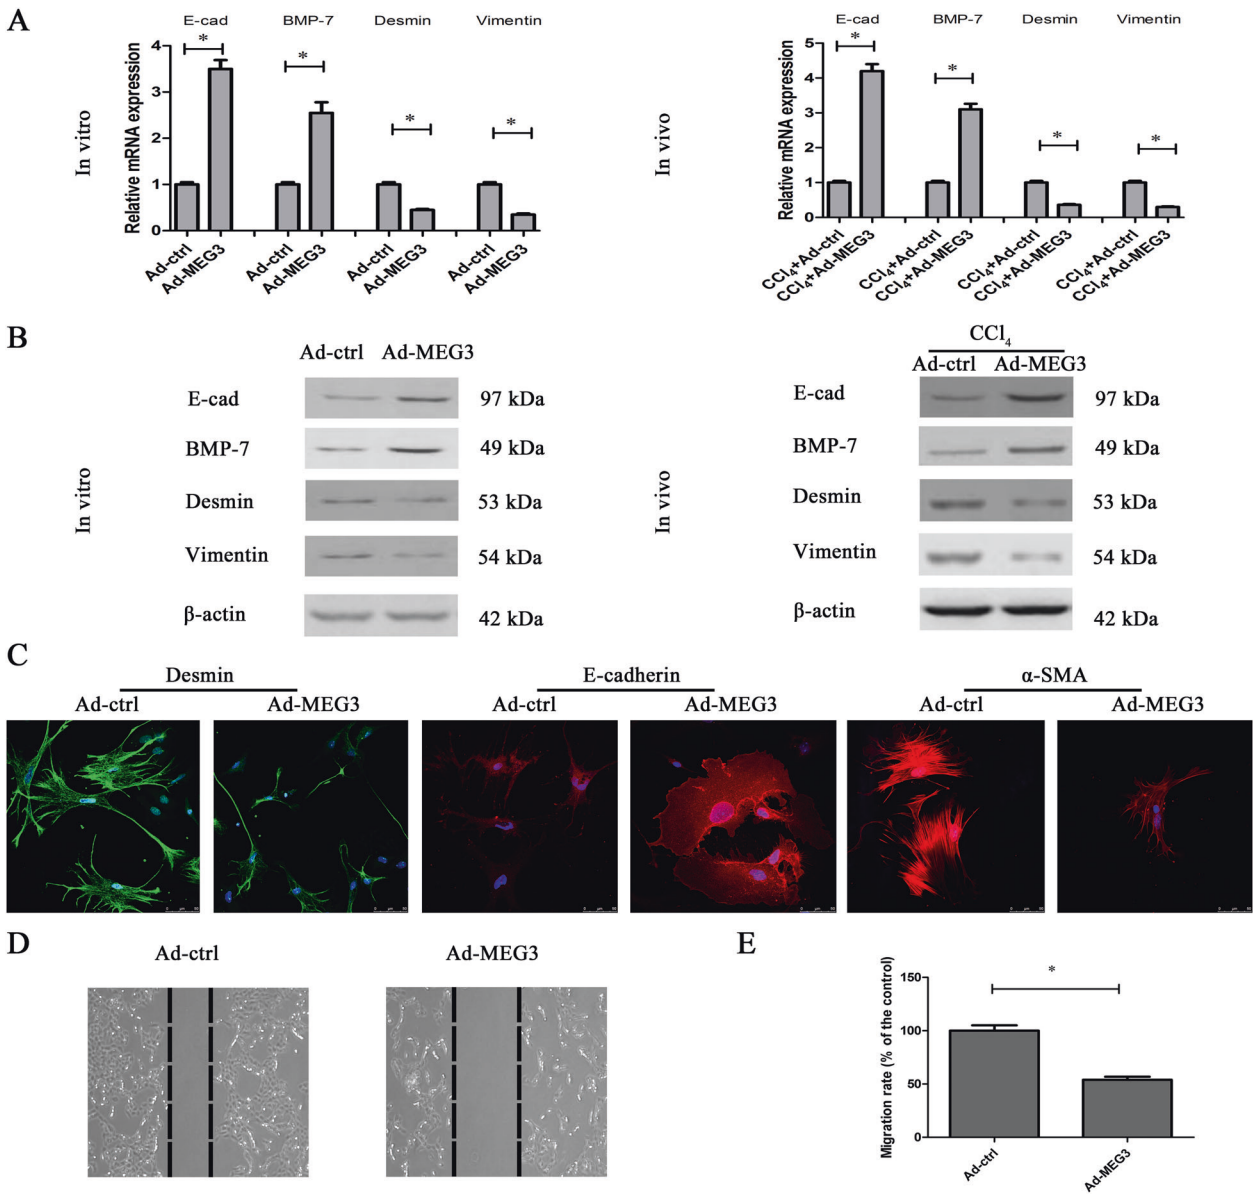 A
E-cad BMP-7 Desmin Vimentin
In vitro
Relative mRNA expression
4
3
2
1
0
* * * *
Ad-ctrl Ad-MEG3 Ad-ctrl Ad-MEG3 Ad-ctrl Ad-MEG3 Ad-ctrl Ad-MEG3
E-cad BMP-7 Desmin Vimentin
In vivo
Relative mRNA expression
5
4
3
2
1
0
* * * *
CCl4+Ad-ctrl CCl4+Ad-MEG3 CCl4+Ad-ctrl CCl4+Ad-MEG3 CCl4+Ad-ctrl CCl4+Ad-MEG3 CCl4+Ad-ctrl CCl4+Ad-MEG3
B
In vitro
Ad-ctrl Ad-MEG3
E-cad 97 kDa
BMP-7 49 kDa
Desmin 53 kDa
Vimentin 54 kDa
β-actin 42 kDa
In vivo
CCl4
Ad-ctrl Ad-MEG3
E-cad 97 kDa
BMP-7 49 kDa
Desmin 53 kDa
Vimentin 54 kDa
β-actin 42 kDa
C
Desmin E-cadherin α-SMA
Ad-ctrl Ad-MEG3 Ad-ctrl Ad-MEG3 Ad-ctrl Ad-MEG3
D
Ad-ctrl Ad-MEG3
E
Migration rate (% of the control)
150
100
50
0
*
Ad-ctrl Ad-MEG3